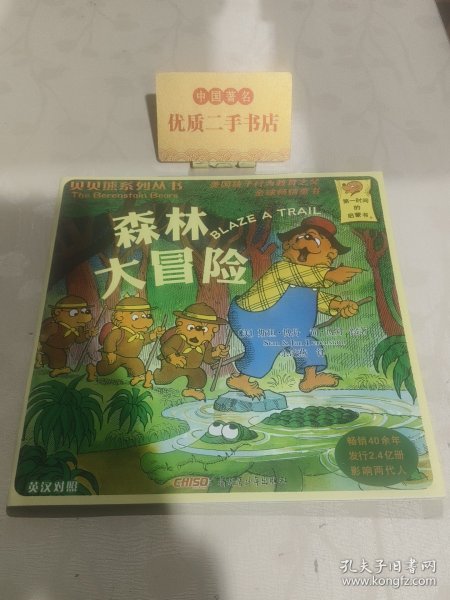 中国著名
优质二手书店
贝贝熊系列丛书
The Berenstain Bears
美国孩子行为教育之父
全球畅销童书
第一时间
的
启蒙书
森林
大冒险
BLAZE A TRAIL
Stan & Jan Berenstain
畅销40余年
发行2.4亿册
影响两代人
英汉对照
CHISO
孔夫子旧书网
www.kongfz.com